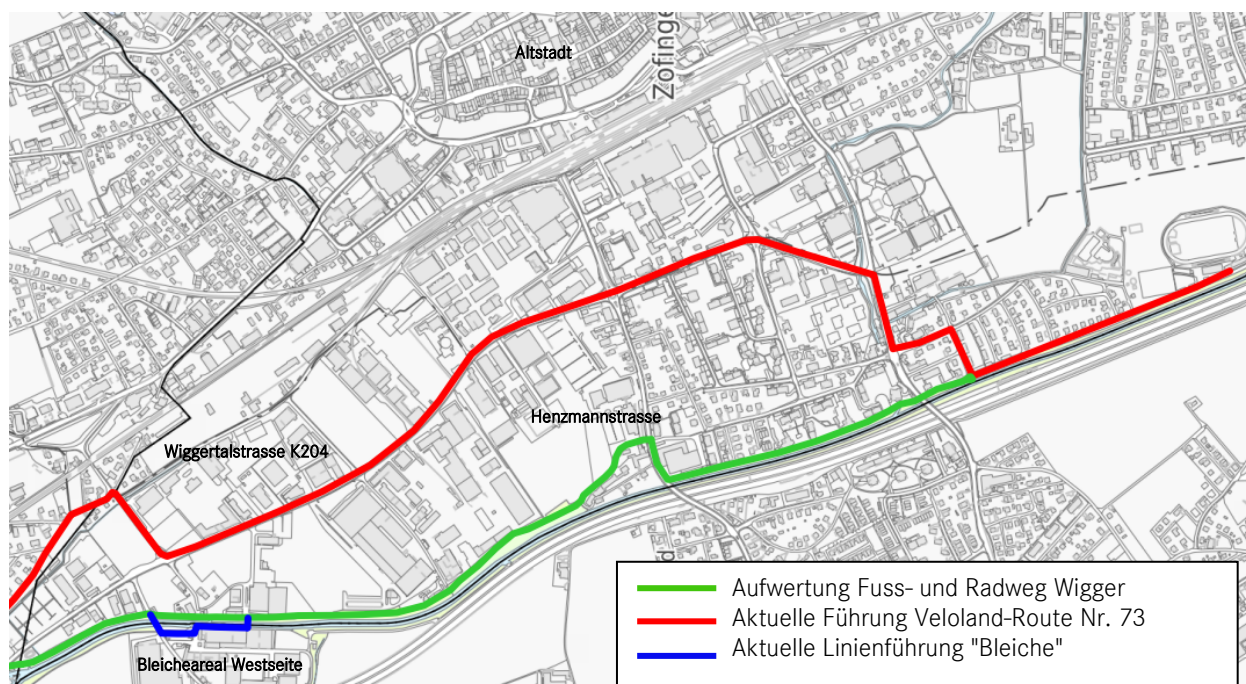 Altstadt
Zofinge
Henzmannstrasse
Wiggertalstrasse K204
Bleicheareal Westseite
d
Aufwertung Fuss- und Radweg Wigger
Aktuelle Führung Veloland-Route Nr. 73
Aktuelle Linienführung "Bleiche"